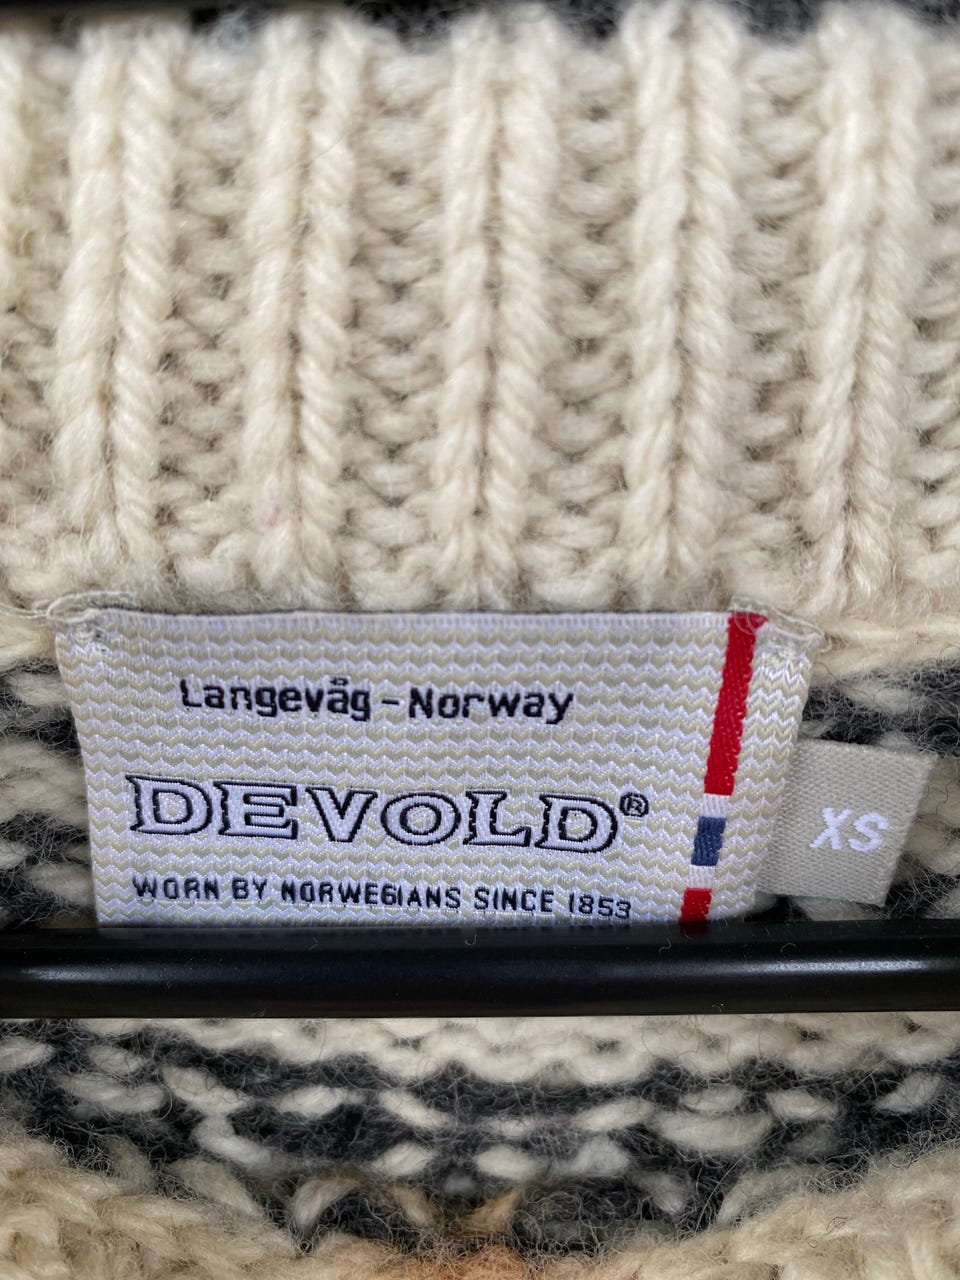 Langevåg - Norway
DEVOLD®
WORN BY NORWEGIANS SINCE 1853
XS